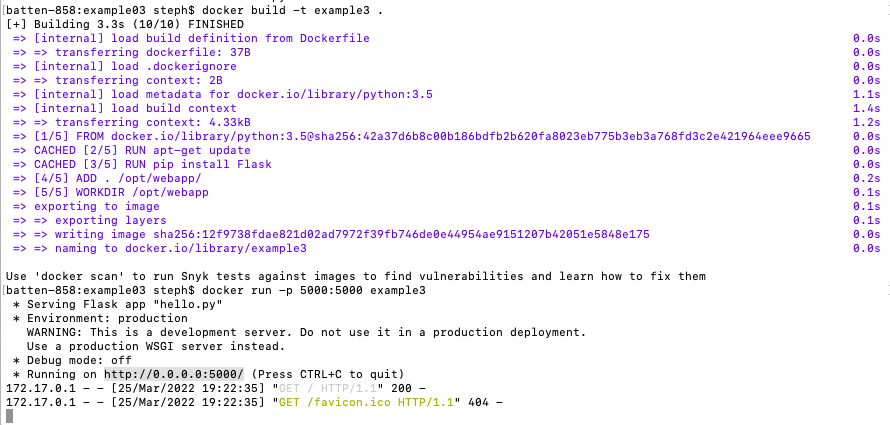 [batten-858:example03 steph$ docker build -t example3 .
[+] Building 3.3s (10/10) FINISHED
=> [internal] load build definition from Dockerfile 0.0s
=> => transferring dockerfile: 37B 0.0s
=> [internal] load .dockerignore 0.0s
=> => transferring context: 2B 0.0s
=> [internal] load metadata for docker.io/library/python:3.5 1.1s
=> [internal] load build context 1.4s
=> => transferring context: 4.33kB 1.2s
=> [1/5] FROM docker.io/library/python:3.5@sha256:42a37d6b8c00b186bdfb2b620fa8023eb775b3eb3a768fd3c2e421964eee9665 0.0s
=> CACHED [2/5] RUN apt-get update 0.0s
=> CACHED [3/5] RUN pip install Flask 0.0s
=> [4/5] ADD . /opt/webapp/ 0.2s
=> [5/5] WORKDIR /opt/webapp 0.1s
=> exporting to image 0.1s
=> => exporting layers 0.1s
=> => writing image sha256:12f9738fdae821d02ad7972f39fb746de0e44954ae9151207b42051e5848e175 0.0s
=> => naming to docker.io/library/example3 0.0s
Use 'docker scan' to run Snyk tests against images to find vulnerabilities and learn how to fix them
[batten-858:example03 steph$ docker run -p 5000:5000 example3
* Serving Flask app "hello.py"
* Environment: production
WARNING: This is a development server. Do not use it in a production deployment.
Use a production WSGI server instead.
* Debug mode: off
* Running on http://0.0.0.0:5000/ (Press CTRL+C to quit)
172.17.0.1 - - [25/Mar/2022 19:22:35] "GET / HTTP/1.1" 200 -
172.17.0.1 - - [25/Mar/2022 19:22:35] "GET /favicon.ico HTTP/1.1" 404 -